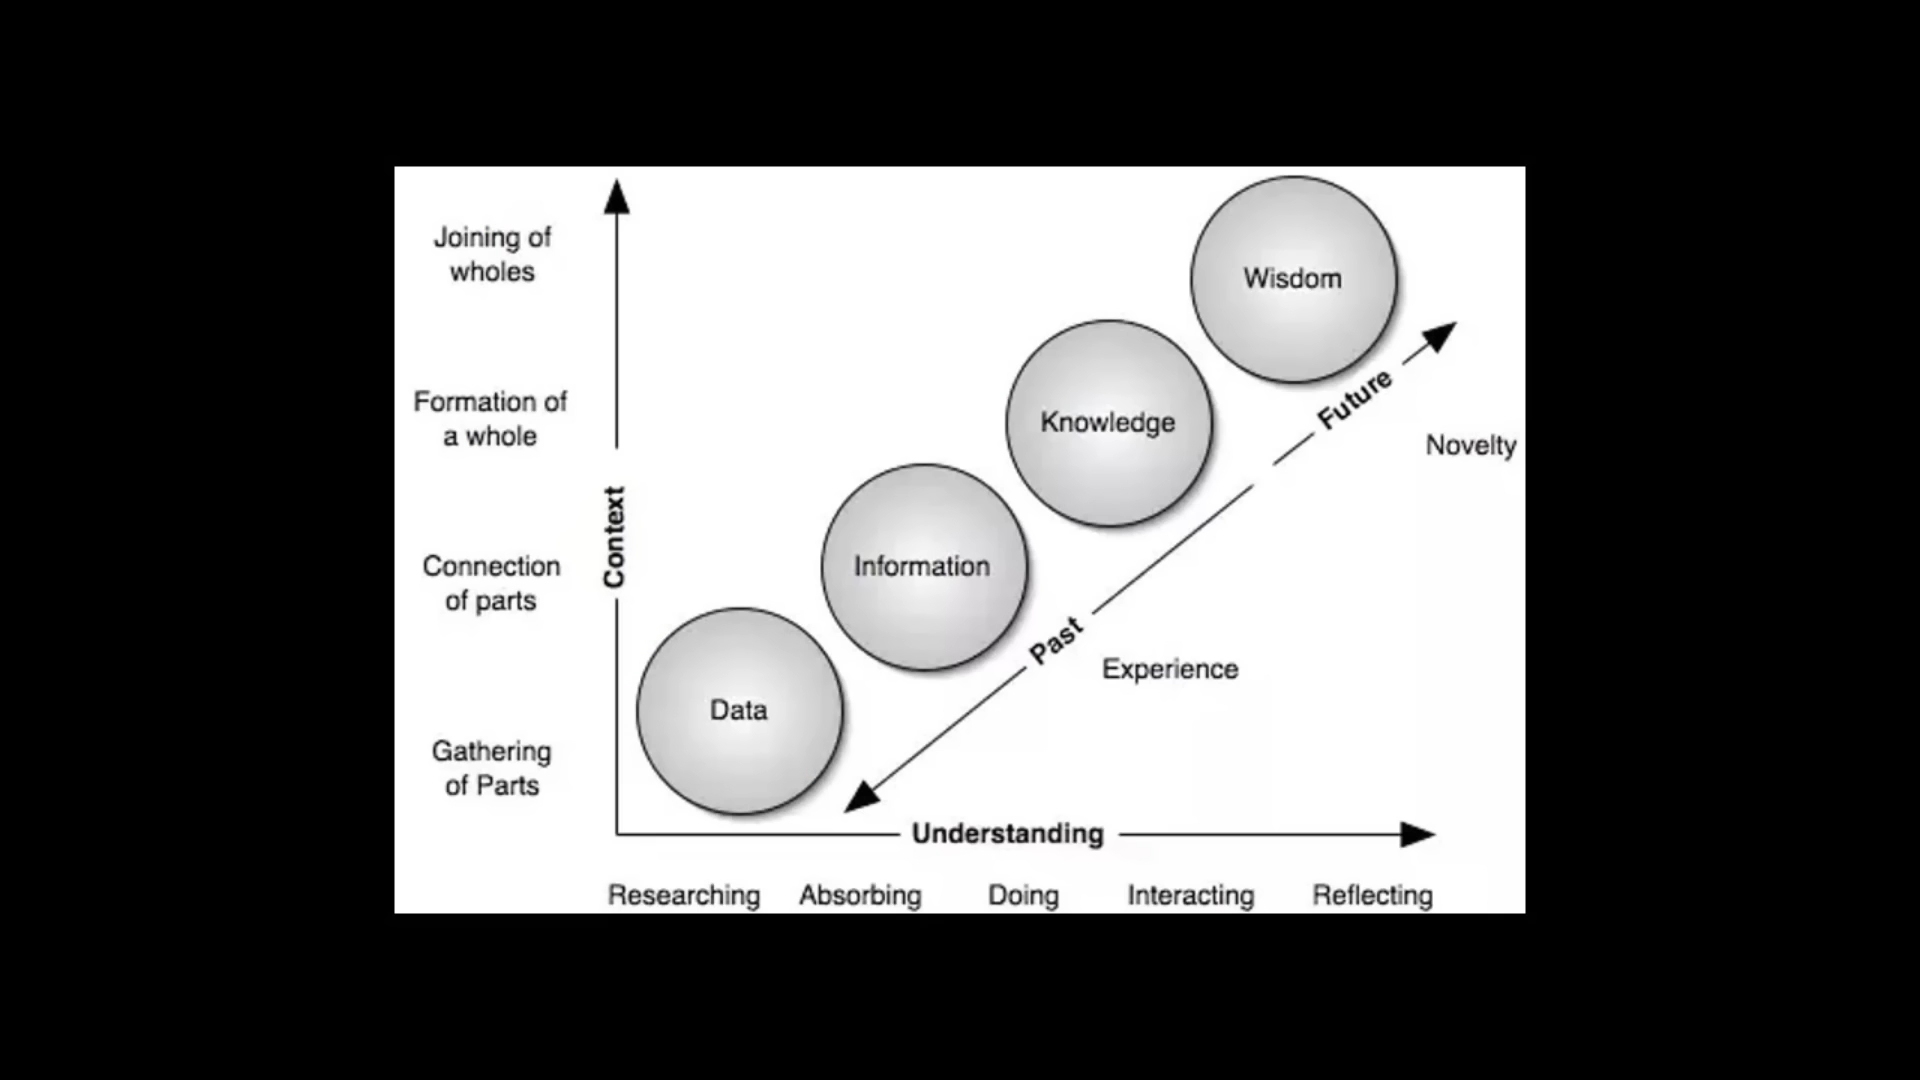 Joining of
wholes
Wisdom
Future
Formation of
a whole
Knowledge
Novelty
Context
Connection
of parts
Information
Past
Experience
Data
Gathering
of Parts
Understanding
Researching Absorbing Doing Interacting Reflecting